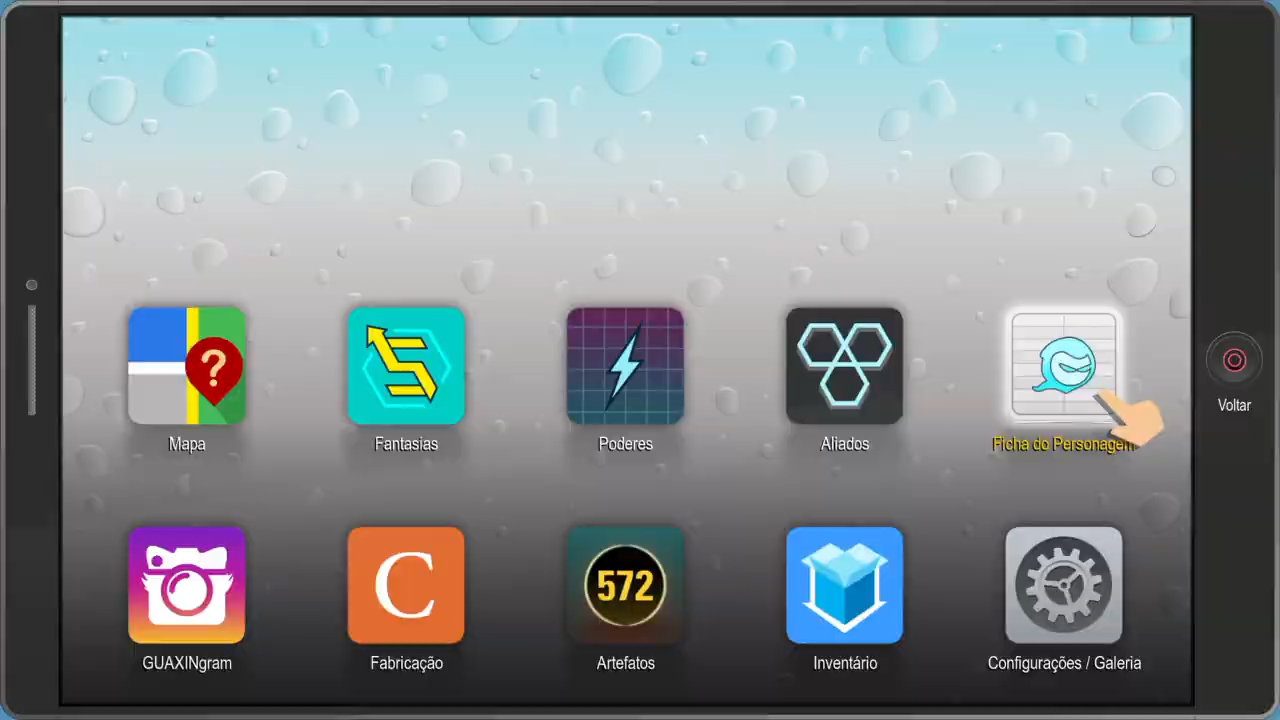 ?
Mapa
Fantasias
Poderes
Aliados
Ficha do Personagem
Voltar
GUAXINgram
C
Fabricação
572
Artefatos
Inventário
Configurações / Galeria